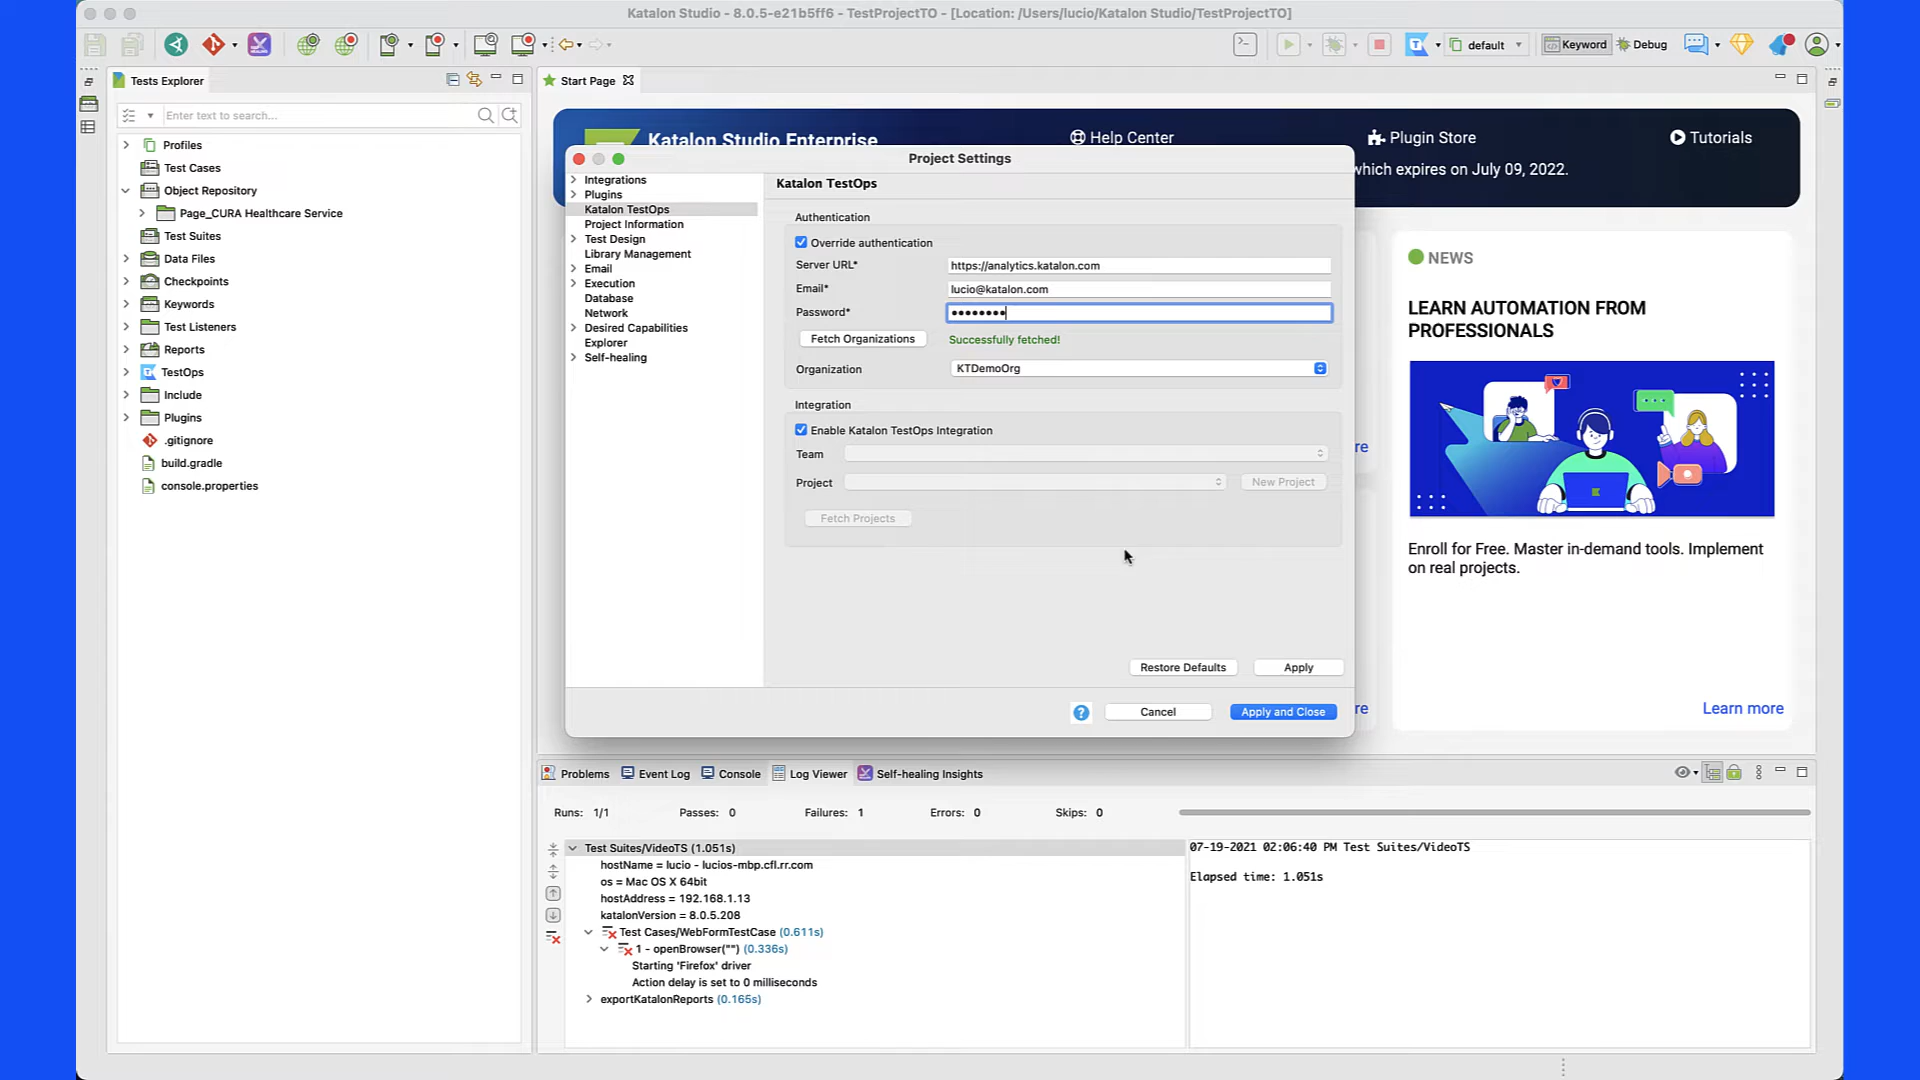 Katalon Studio - 8.0.5-e21b5ff6 - TestProjectTO - [Location: /Users/lucio/Katalon Studio/TestProjectTO]
default
Keyword
Debug
Tests Explorer
Start Page
Enter text to search...
Profiles
Test Cases
Object Repository
Page_CURA Healthcare Service
Test Suites
Data Files
Checkpoints
Keywords
Test Listeners
Reports
TestOps
Include
Plugins
.gitignore
build.gradle
console.properties
Katalon Studio Enterprise
Help Center
Plugin Store
Tutorials
which expires on July 09, 2022.
Project Settings
Integrations
Plugins
Katalon TestOps
Project Information
Test Design
Library Management
Email
Execution
Database
Network
Desired Capabilities
Explorer
Self-healing
Katalon TestOps
Authentication
Override authentication
Server URL* https://analytics.katalon.com
Email* lucio@katalon.com
Password* ••••••••
Fetch Organizations Successfully fetched!
Organization KTDemoOrg
Integration
Enable Katalon TestOps Integration
Team
Project New Project
Fetch Projects
Restore Defaults Apply
? Cancel Apply and Close
re
re
NEWS
LEARN AUTOMATION FROM
PROFESSIONALS
Enroll for Free. Master in-demand tools. Implement
on real projects.
Learn more
Problems Event Log Console Log Viewer Self-healing Insights
Runs: 1/1 Passes: 0 Failures: 1 Errors: 0 Skips: 0
Test Suites/VideoTS (1.051s)
hostName = lucio - lucios-mbp.cfl.rr.com
os = Mac OS X 64bit
hostAddress = 192.168.1.13
katalonVersion = 8.0.5.208
Test Cases/WebFormTestCase (0.611s)
1 - openBrowser("") (0.336s)
Starting 'Firefox' driver
Action delay is set to 0 milliseconds
exportKatalonReports (0.165s)
07-19-2021 02:06:40 PM Test Suites/VideoTS
Elapsed time: 1.051s